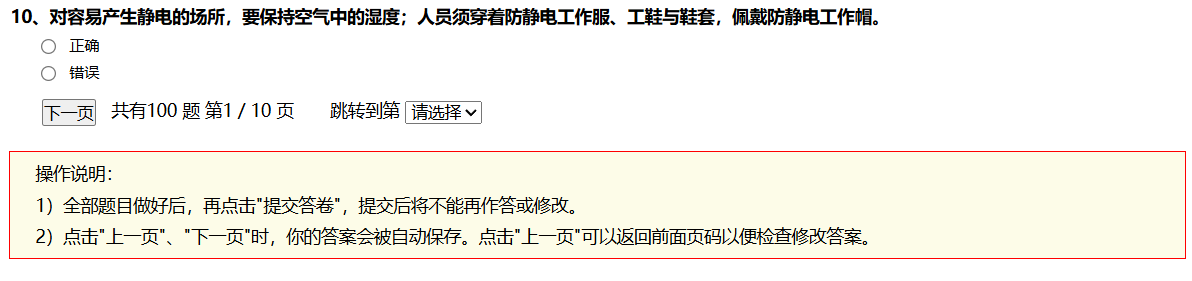 10、对容易产生静电的场所，要保持空气中的湿度；人员须穿着防静电工作服、工鞋与鞋套，佩戴防静电工作帽。
正确
错误
下一页 共有100 题 第1 / 10 页 跳转到第 请选择
操作说明：
1）全部题目做好后，再点击"提交答卷"，提交后将不能再作答或修改。
2）点击"上一页"、"下一页"时，你的答案会被自动保存。点击"上一页"可以返回前面页码以便检查修改答案。